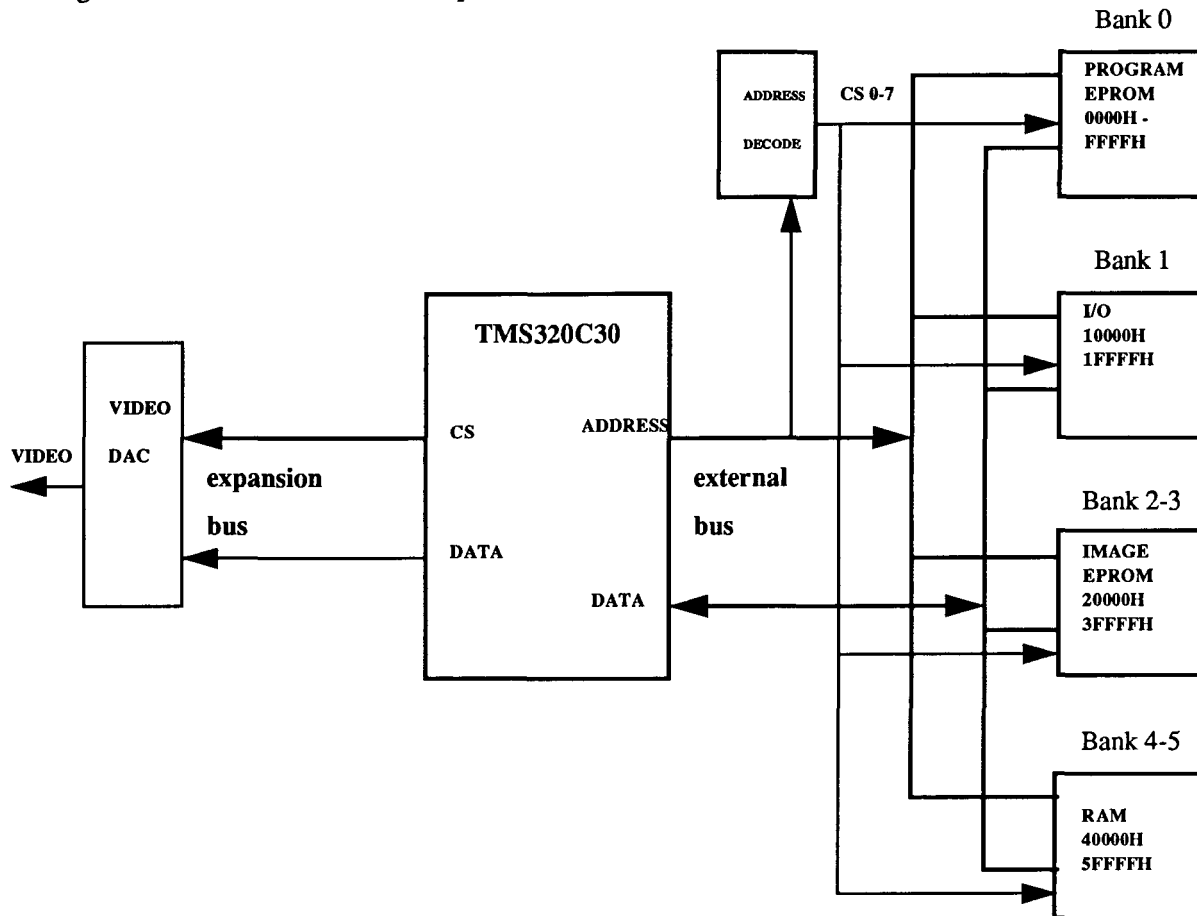 Bank 0
PROGRAM
EPROM
0000H -
FFFFH
ADDRESS
DECODE
CS 0-7
Bank 1
I/O
10000H
1FFFFH
TMS320C30
CS
ADDRESS
DATA
DATA
VIDEO
DAC
VIDEO
expansion
bus
external
bus
Bank 2-3
IMAGE
EPROM
20000H
3FFFFH
Bank 4-5
RAM
40000H
5FFFFH